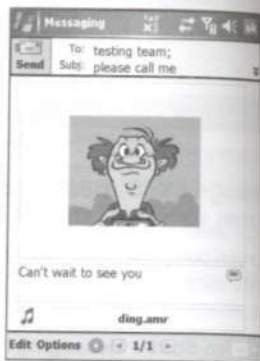 Messaging
To: testing team;
Send Subj: please call me
Can't wait to see you
ding.amr
Edit Options 1/1